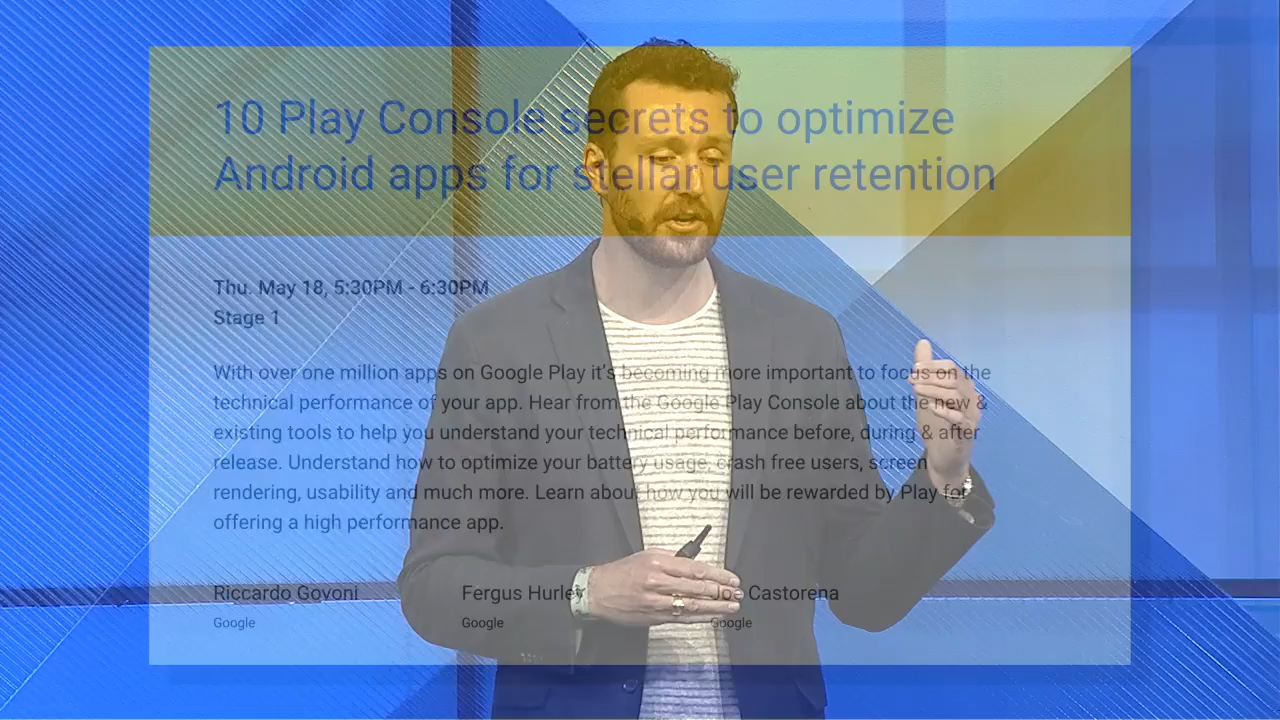 10 Play Console secrets to optimize
Android apps for stellar user retention
Thu. May 18, 5:30PM - 6:30PM
Stage 1
With over one million apps on Google Play it's becoming more important to focus on the
technical performance of your app. Hear from the Google Play Console about the new &
existing tools to help you understand your technical performance before, during & after
release. Understand how to optimize your battery usage, crash free users, screen
rendering, usability and much more. Learn about how you will be rewarded by Play for
offering a high performance app.
Riccardo Govoni Fergus Hurley Joe Castorena
Google Google Google